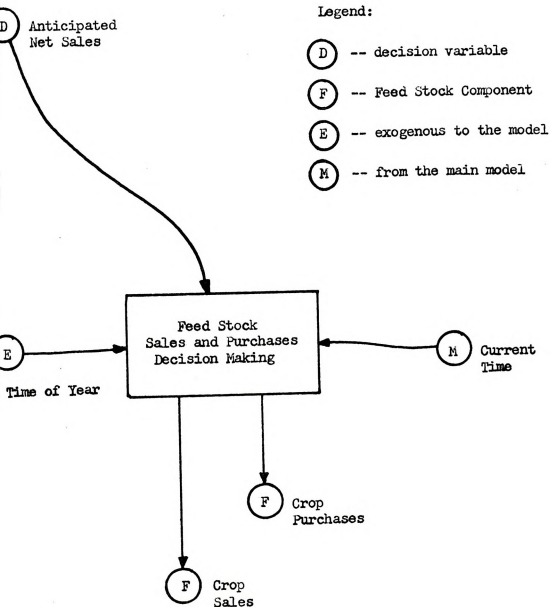 Legend:
D Anticipated
Net Sales
D -- decision variable
F -- Feed Stock Component
E -- exogenous to the model
M -- from the main model
Feed Stock
Sales and Purchases
Decision Making
E
Time of Year
M Current
Time
F Crop
Purchases
F Crop
Sales